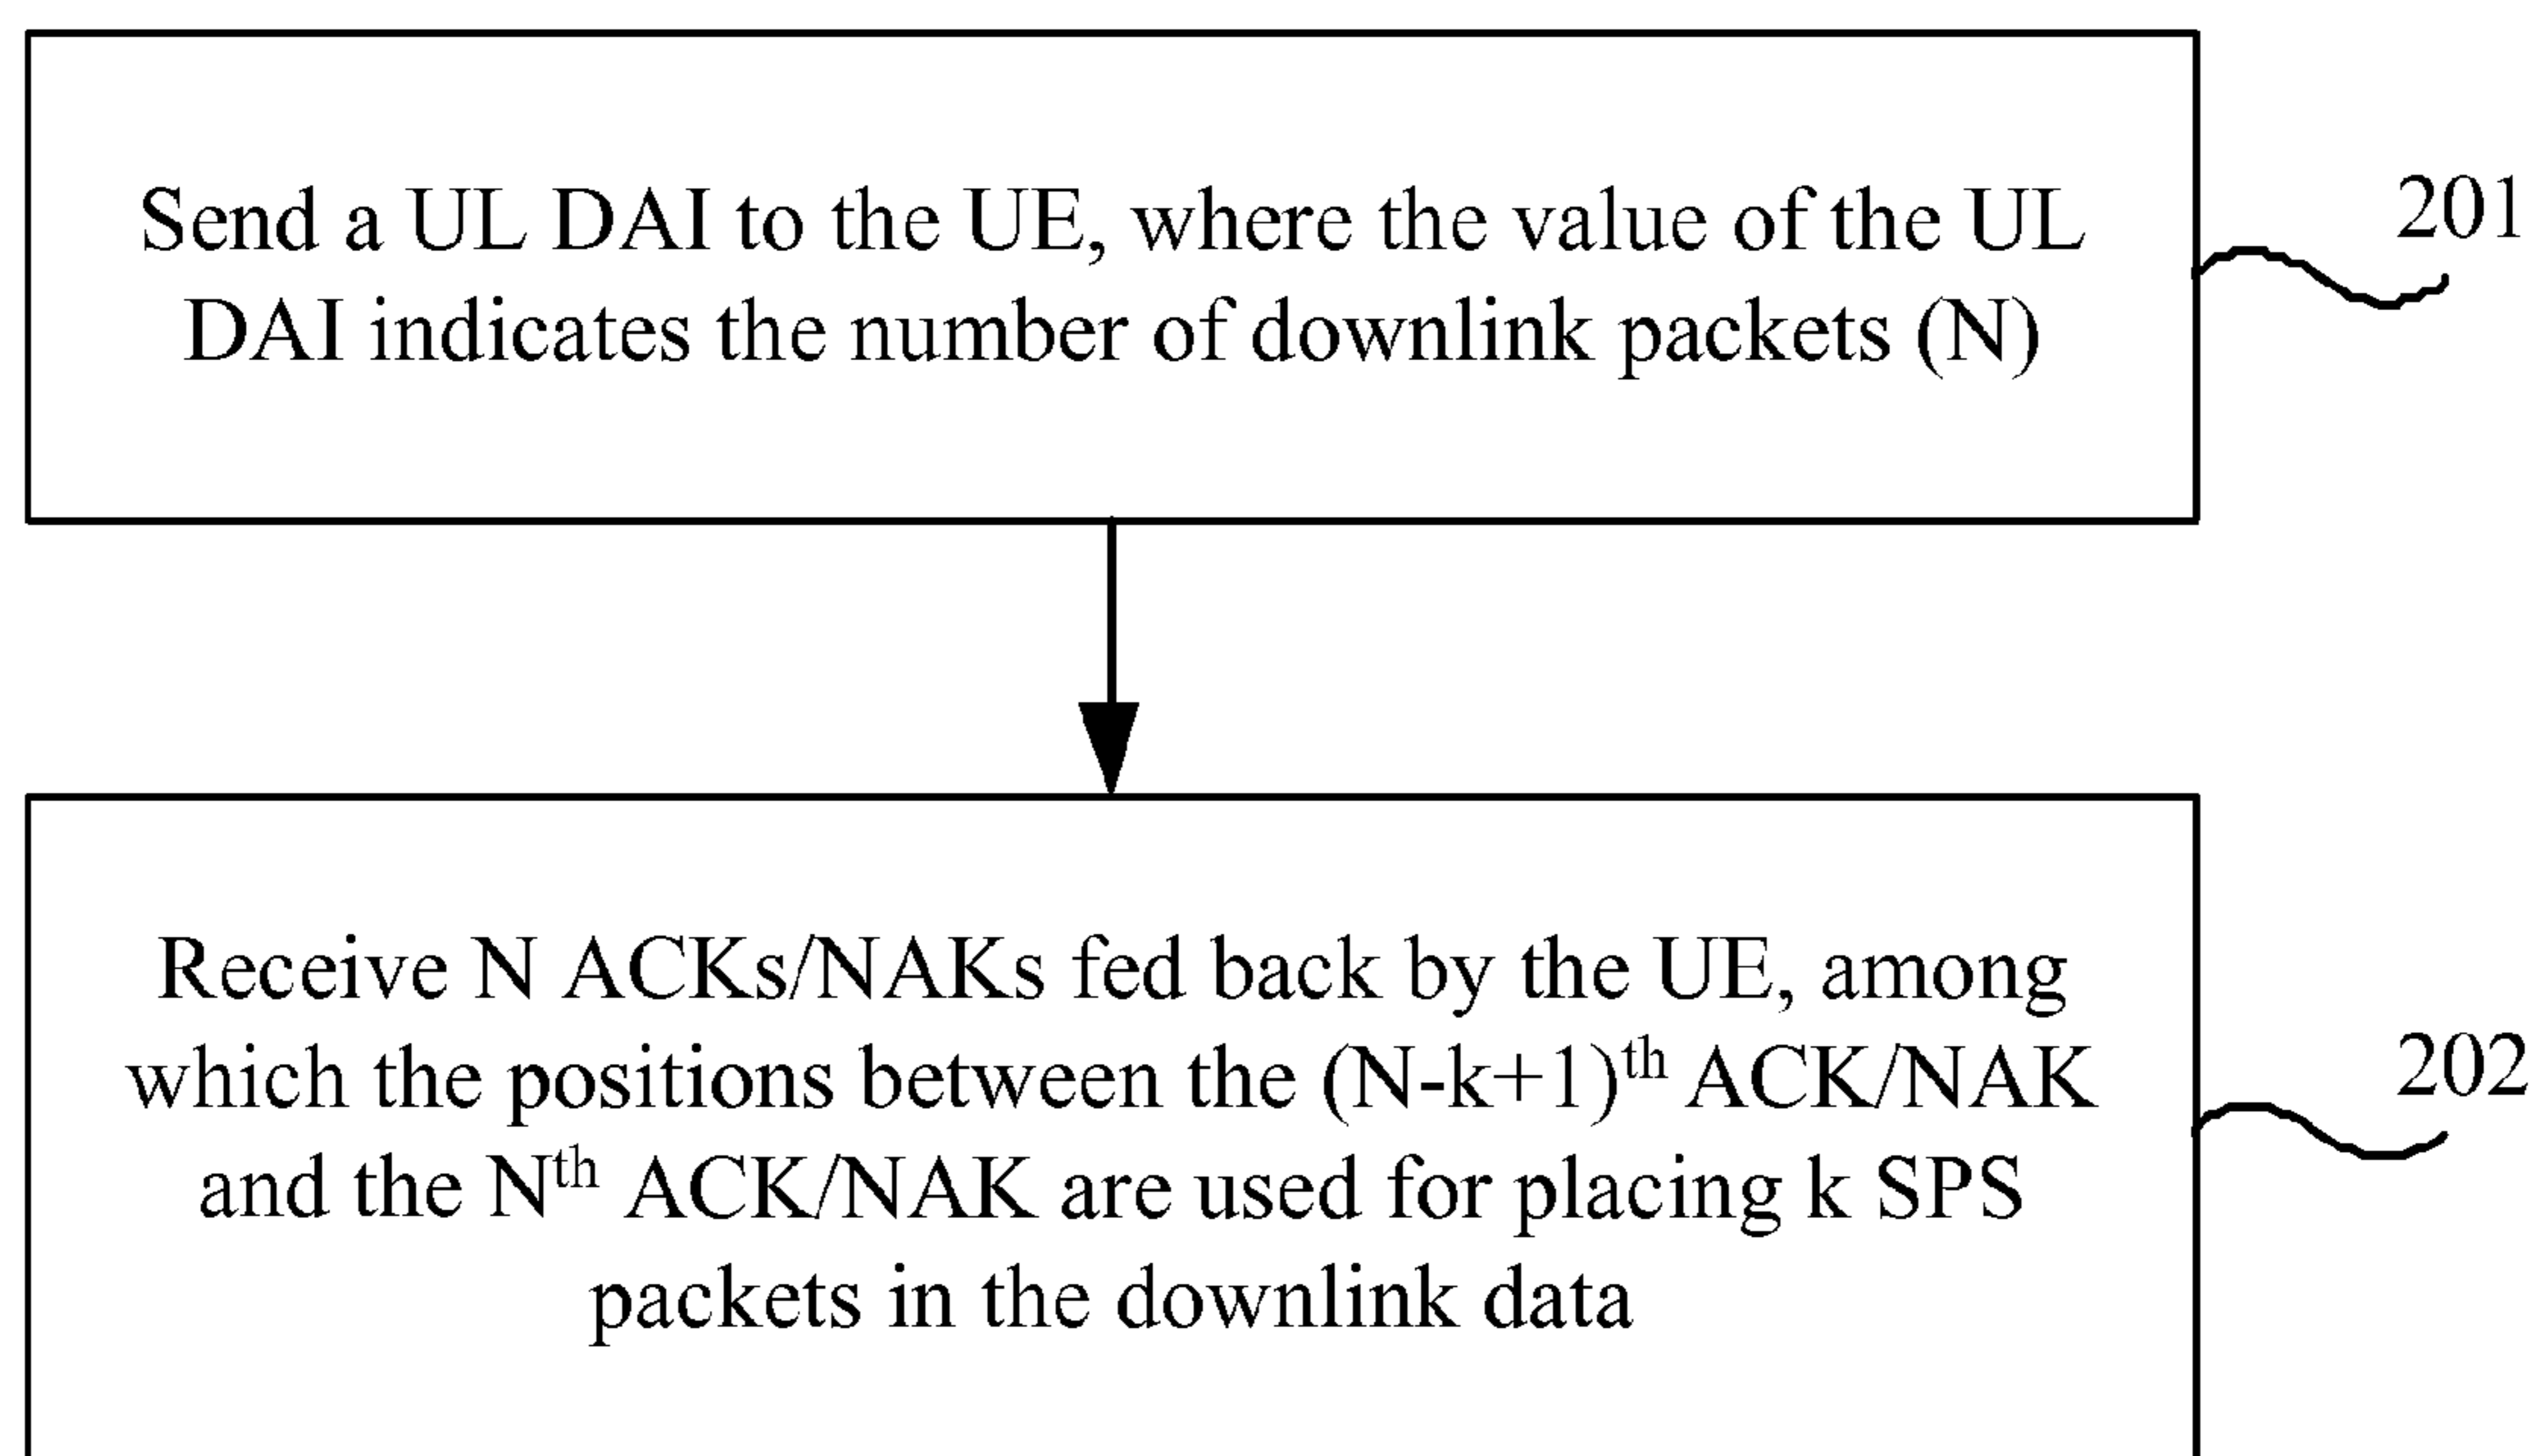 Send a UL DAI to the UE, where the value of the UL
DAI indicates the number of downlink packets (N)
201
Receive N ACKs/NAKs fed back by the UE, among
which the positions between the (N-k+1)th ACK/NAK
and the Nth ACK/NAK are used for placing k SPS
packets in the downlink data
202